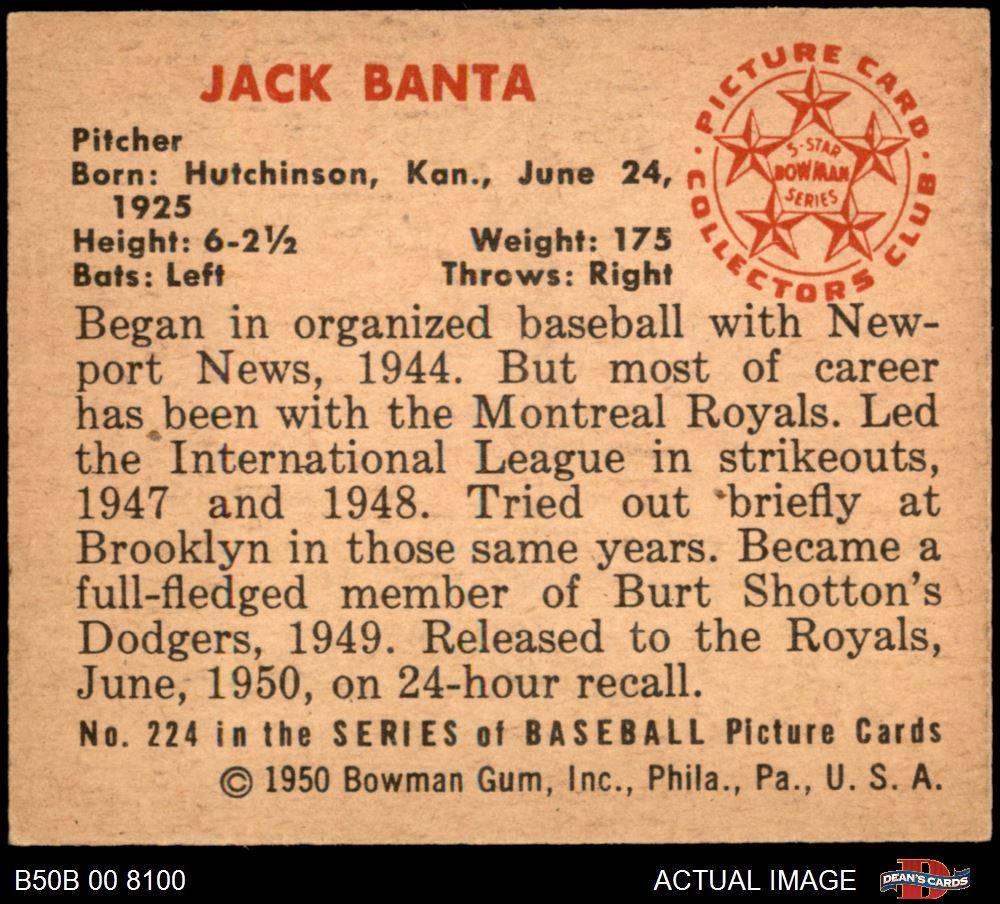 JACK BANTA
PICTURE CARD
COLLECTORS CLUB
5-STAR
BOWMAN
SERIES
Pitcher
Born: Hutchinson, Kan., June 24,
1925
Height: 6-2½ Weight: 175
Bats: Left Throws: Right
Began in organized baseball with New-
port News, 1944. But most of career
has been with the Montreal Royals. Led
the International League in strikeouts,
1947 and 1948. Tried out briefly at
Brooklyn in those same years. Became a
full-fledged member of Burt Shotton's
Dodgers, 1949. Released to the Royals,
June, 1950, on 24-hour recall.
No. 224 in the SERIES of BASEBALL Picture Cards
© 1950 Bowman Gum, Inc., Phila., Pa., U. S. A.
B50B 00 8100 ACTUAL IMAGE
D
DEAN'S CARDS